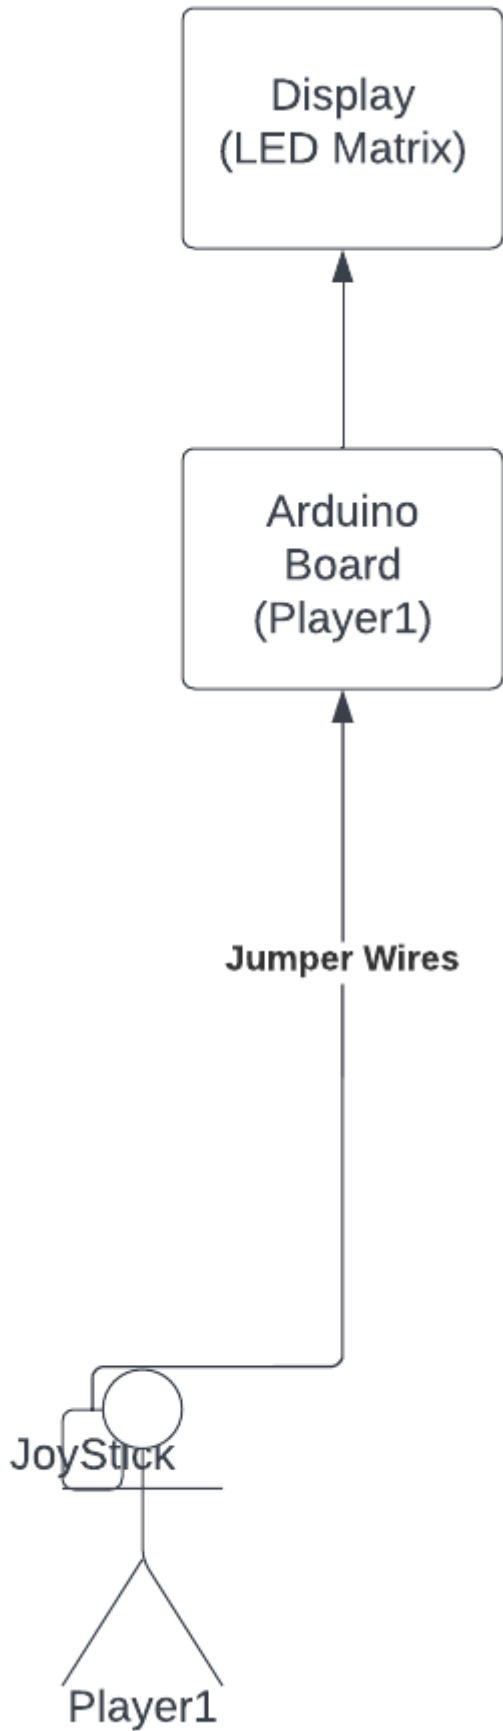 Display
(LED Matrix)
Arduino
Board
(Player1)
Jumper Wires
JoyStick
Player1